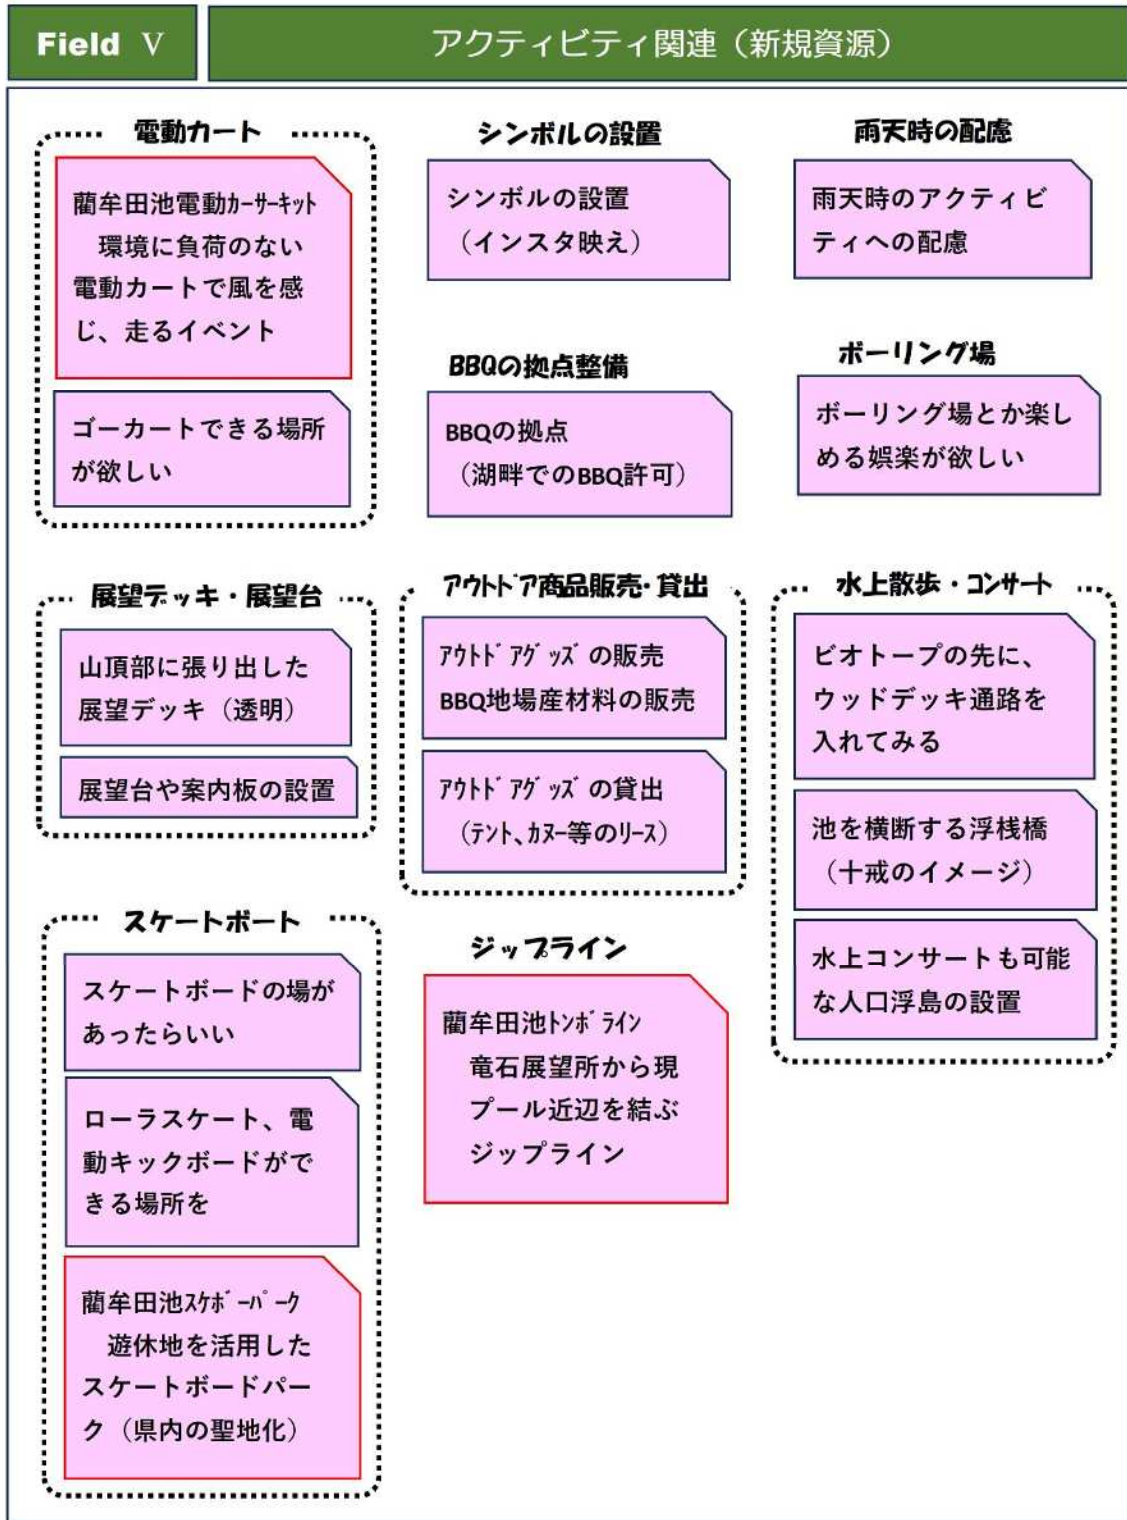 Field Ⅴ
アクティビティ関連（新規資源）
電動カート
藺牟田池電動ｶｰｻｰｷｯﾄ
環境に負荷のない
電動カートで風を感
じ、走るイベント
ゴーカートできる場所
が欲しい
シンボルの設置
シンボルの設置
（インスタ映え）
雨天時の配慮
雨天時のアクティビ
ティへの配慮
BBQの拠点整備
BBQの拠点
（湖畔でのBBQ許可）
ボーリング場
ボーリング場とか楽し
める娯楽が欲しい
展望デッキ・展望台
山頂部に張り出した
展望デッキ（透明）
展望台や案内板の設置
アウトドア商品販売・貸出
ｱｳﾄﾄﾞｱｸﾞｯｽﾞの販売
BBQ地場産材料の販売
ｱｳﾄﾄﾞｱｸﾞｯｽﾞの貸出
（ﾃﾝﾄ、ｶﾇｰ等のﾘｰｽ）
水上散歩・コンサート
ビオトープの先に、
ウッドデッキ通路を
入れてみる
池を横断する浮桟橋
（十戒のイメージ）
水上コンサートも可能
な人口浮島の設置
スケートボート
スケートボードの場が
あったらいい
ローラスケート、電
動キックボードがで
きる場所を
藺牟田池ｽｹﾎﾞｰﾊﾟｰｸ
遊休地を活用した
スケートボードパー
ク（県内の聖地化）
ジップライン
藺牟田池ﾄﾝﾎﾞﾗｲﾝ
竜石展望所から現
プール近辺を結ぶ
ジップライン